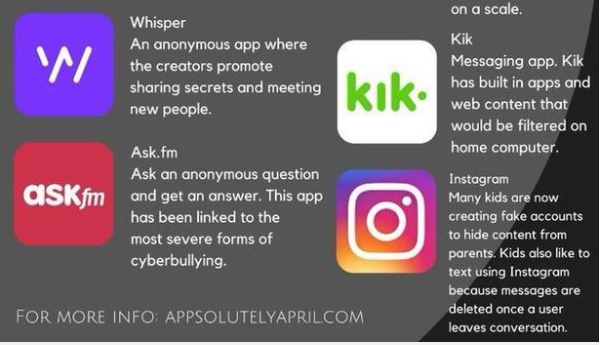 Whisper
An anonymous app where
the creators promote
sharing secrets and meeting
new people.
askfm
Ask.fm
Ask an anonymous question
and get an answer. This app
has been linked to the
most severe forms of
cyberbullying.
on a scale.
kik.
Kik
Messaging app. Kik
has built in apps and
web content that
would be filtered on
home computer.
Instagram
Many kids are now
creating fake accounts
to hide content from
parents. Kids also like to
text using Instagram
because messages are
deleted once a user
leaves conversation.
FOR MORE INFO: APPSOLUTELYAPRIL.COM